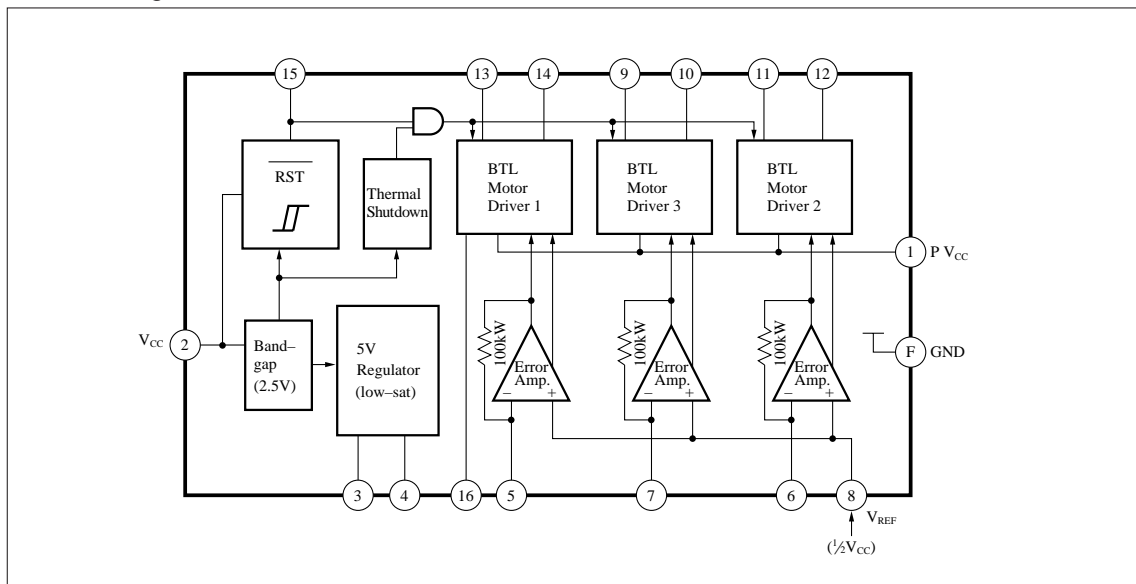 15
13
14
9
10
11
12
RST
Thermal
Shutdown
BTL
Motor
Driver 1
BTL
Motor
Driver 3
BTL
Motor
Driver 2
1
P VCC
VCC
2
Band–
gap
(2.5V)
5V
Regulator
(low–sat)
100kW
Error
Amp.
– +
100kW
Error
Amp.
– +
100kW
Error
Amp.
– +
F
GND
3
4
16
5
7
6
8
VREF
(½VCC)